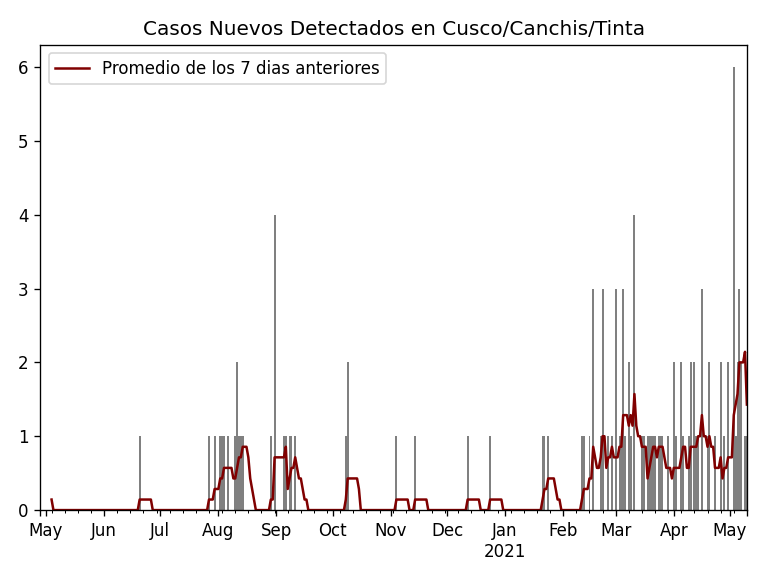 Casos Nuevos Detectados en Cusco/Canchis/Tinta
Promedio de los 7 dias anteriores
6
5
4
3
2
1
0
May Jun Jul Aug Sep Oct Nov Dec Jan Feb Mar Apr May
2021